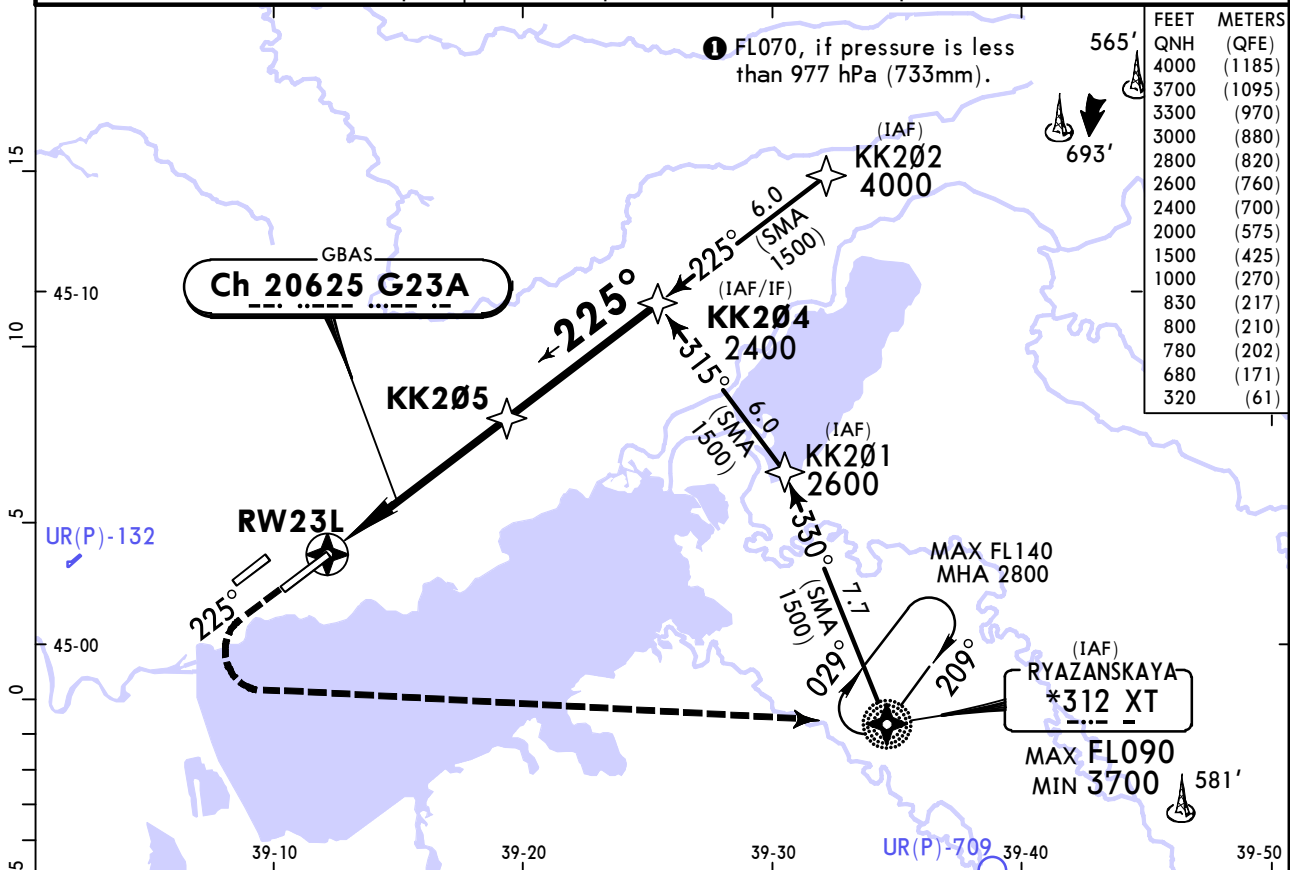 ❶ FL070, if pressure is less
than 977 hPa (733mm).
565'
693'
FEET METERS
QNH (QFE)
4000 (1185)
3700 (1095)
3300 (970)
3000 (880)
2800 (820)
2600 (760)
2400 (700)
2000 (575)
1500 (425)
1000 (270)
830 (217)
800 (210)
780 (202)
680 (171)
320 (61)
(IAF)
KK2Ø2
4000
6.0
225°
(SMA
1500)
GBAS
Ch 20625 G23A
225°
(IAF/IF)
KK2Ø4
2400
315°
6.0
(SMA
1500)
KK2Ø5
(IAF)
KK2Ø1
2600
RW23L
UR(P)-132
225°
330°
7.7
(SMA
1500)
MAX FL140
MHA 2800
029°
209°
(IAF)
RYAZANSKAYA
*312 XT
MAX FL090
MIN 3700
581'
UR(P)-709
15
10
5
0
5
45-10
45-00
39-10
39-20
39-30
39-40
39-50